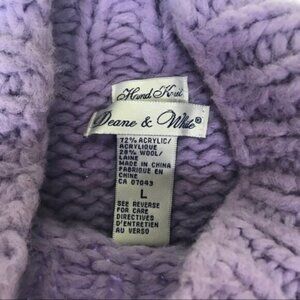 Hand Knit
Deane & White®
72% ACRYLIC/
ACRYLIQUE
28% WOOL/
LAINE
MADE IN CHINA
FABRIQUE EN
CHINE
CA 07043
L
SEE REVERSE
FOR CARE
DIRECTIVES
D'ENTRETIEN
AU VERSO